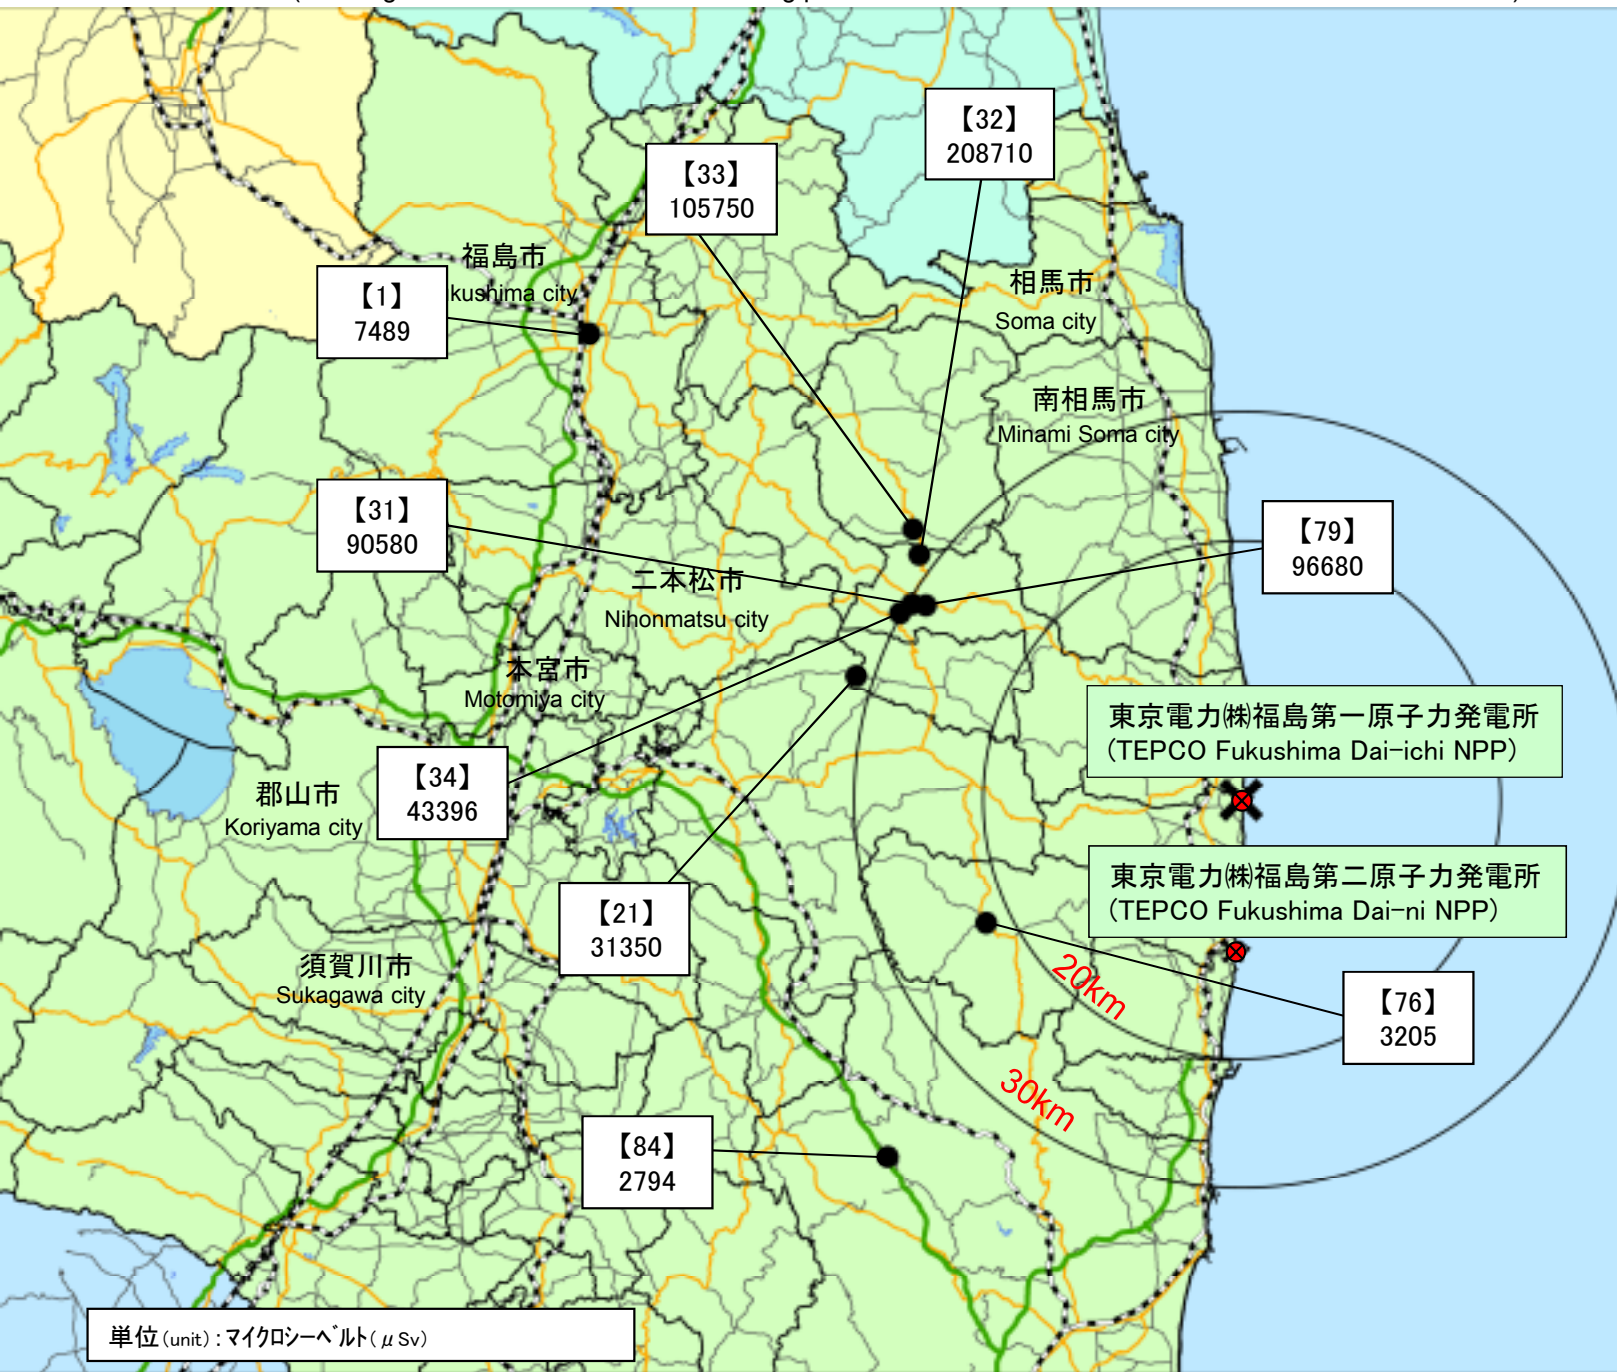 【32】
208710
【33】
105750
福島市
kushima city
【1】
7489
相馬市
Soma city
南相馬市
Minami Soma city
【31】
90580
【79】
96680
二本松市
Nihonmatsu city
本宮市
Motomiya city
東京電力㈱福島第一原子力発電所
(TEPCO Fukushima Dai-ichi NPP)
【34】
43396
郡山市
Koriyama city
東京電力㈱福島第二原子力発電所
(TEPCO Fukushima Dai-ni NPP)
【21】
31350
須賀川市
Sukagawa city
20km
【76】
3205
30km
【84】
2794
単位(unit):マイクロシーベルト(μSv)